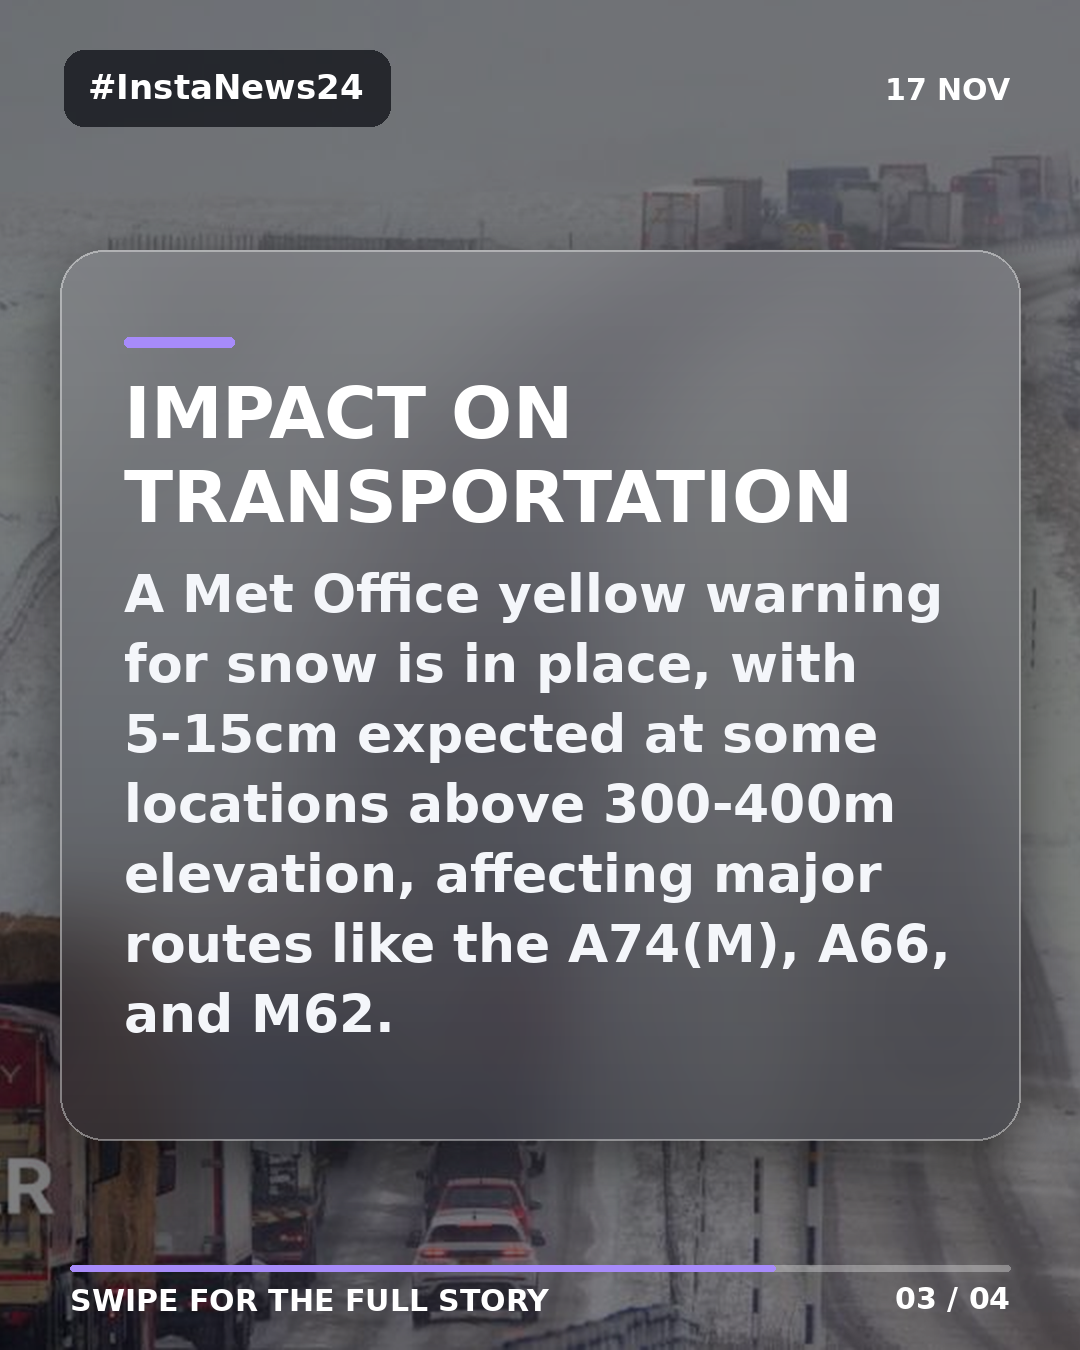 #InstaNews24
17 NOV
IMPACT ON
TRANSPORTATION
A Met Office yellow warning
for snow is in place, with
5-15cm expected at some
locations above 300-400m
elevation, affecting major
routes like the A74(M), A66,
and M62.
Y
R
SWIPE FOR THE FULL STORY
03 / 04